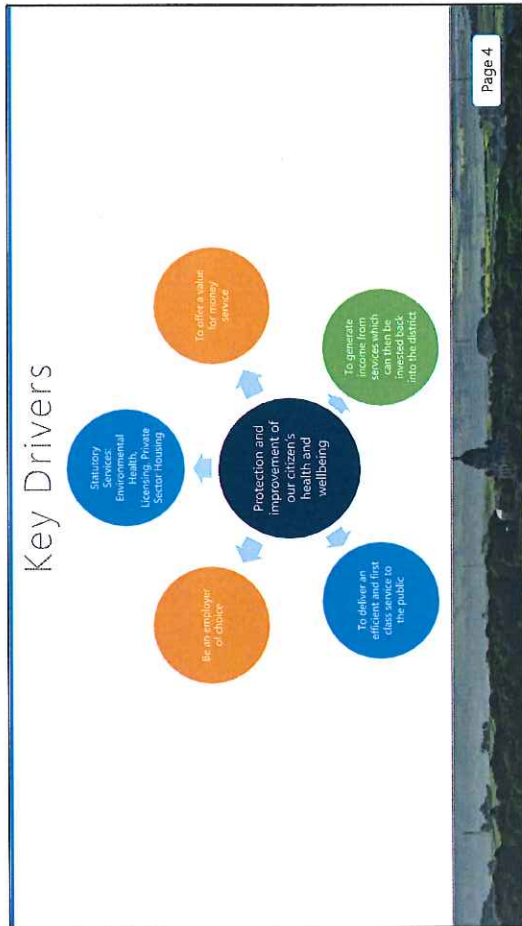 Key Drivers
Statutory
Services:
Environmental
Health,
Licensing, Private
Sector Housing
To offer a value
for money
service
To generate
income from
services which
can then be
invested back
into the district
To deliver an
efficient and first
class service to
the public
Be an employer
of choice
Protection and
improvement of
our citizen's
health and
wellbeing
Page 4